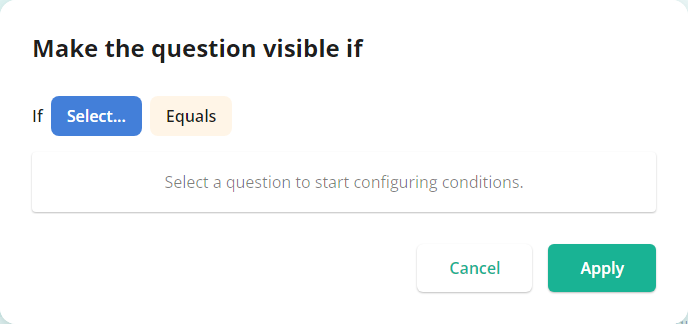 Make the question visible if
If Select... Equals
Select a question to start configuring conditions.
Cancel Apply